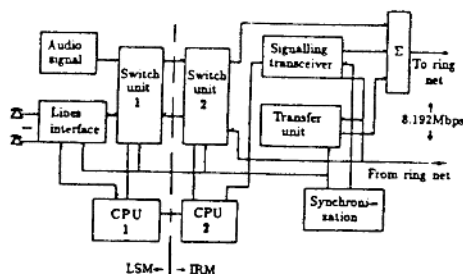 Audio
signal
Switch
unit
1
Switch
unit
2
Signalling
transceiver
Σ
To ring
net
Lines
interface
Transfer
unit
8.192Mbps
From ring net
CPU
1
CPU
2
Synchroni-
sation
LSM
IRM